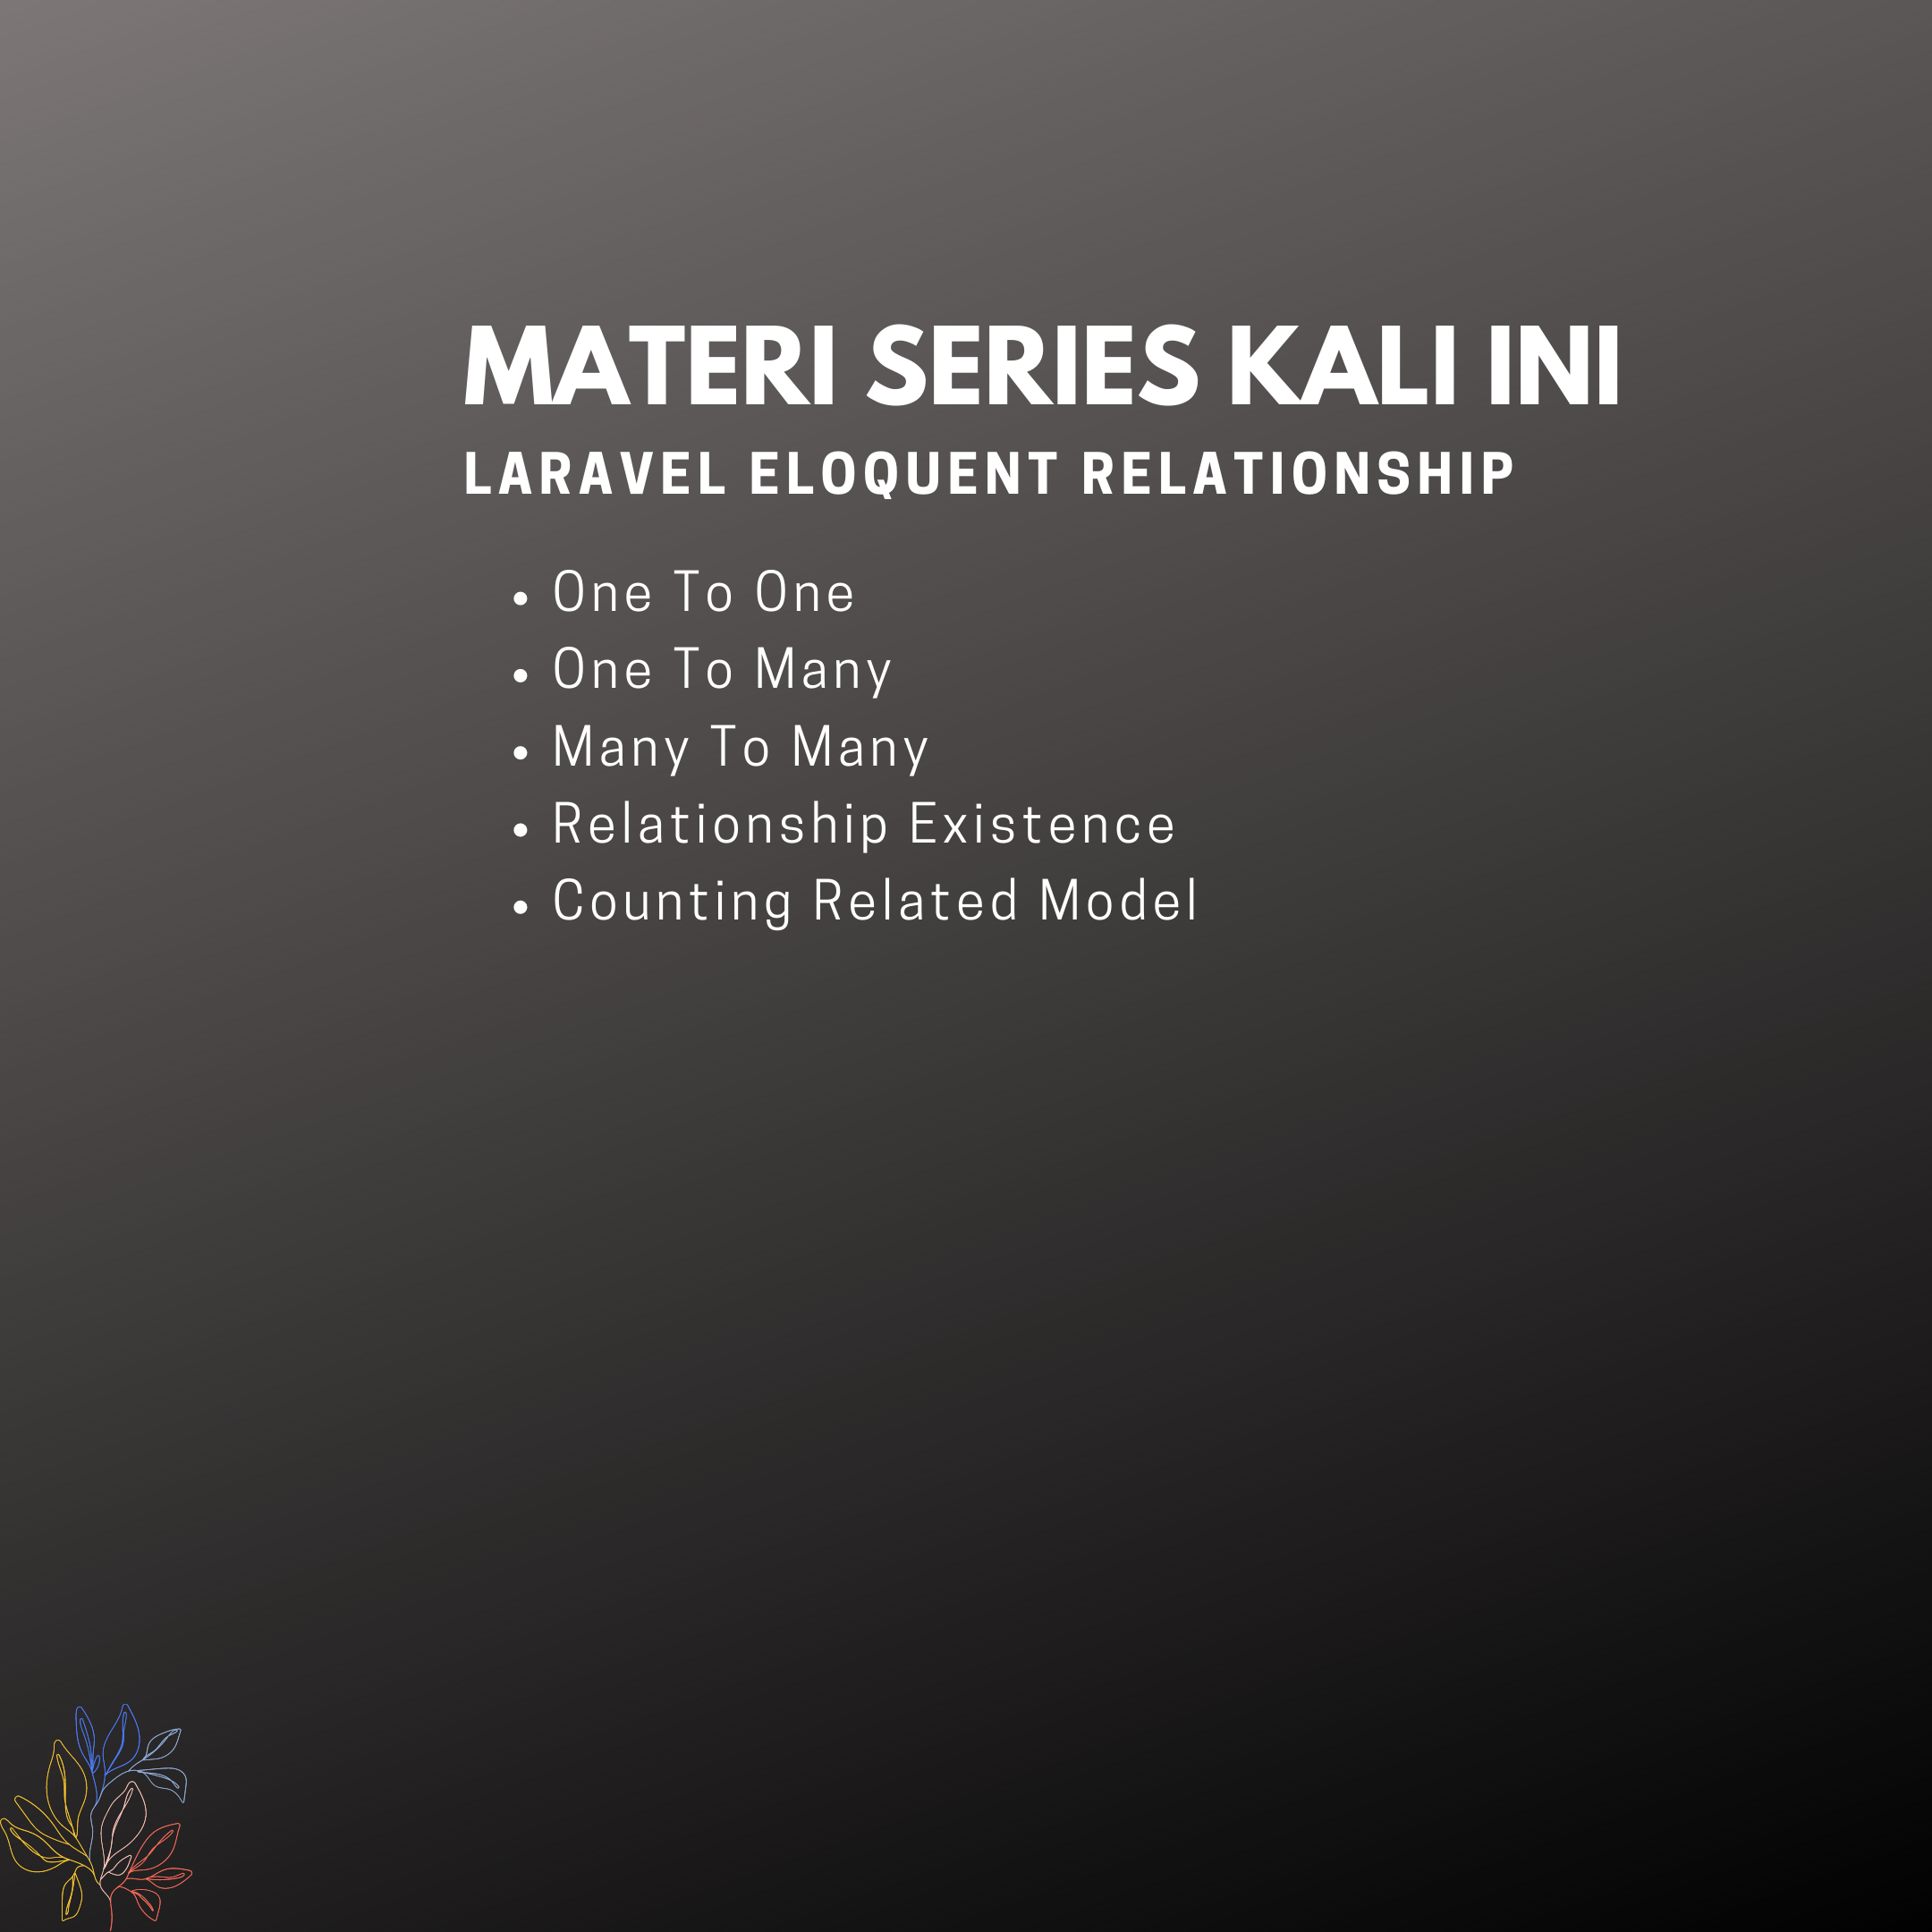 MATERI SERIES KALI INI
LARAVEL ELOQUENT RELATIONSHIP
• One To One
• One To Many
• Many To Many
• Relationship Existence
• Counting Related Model